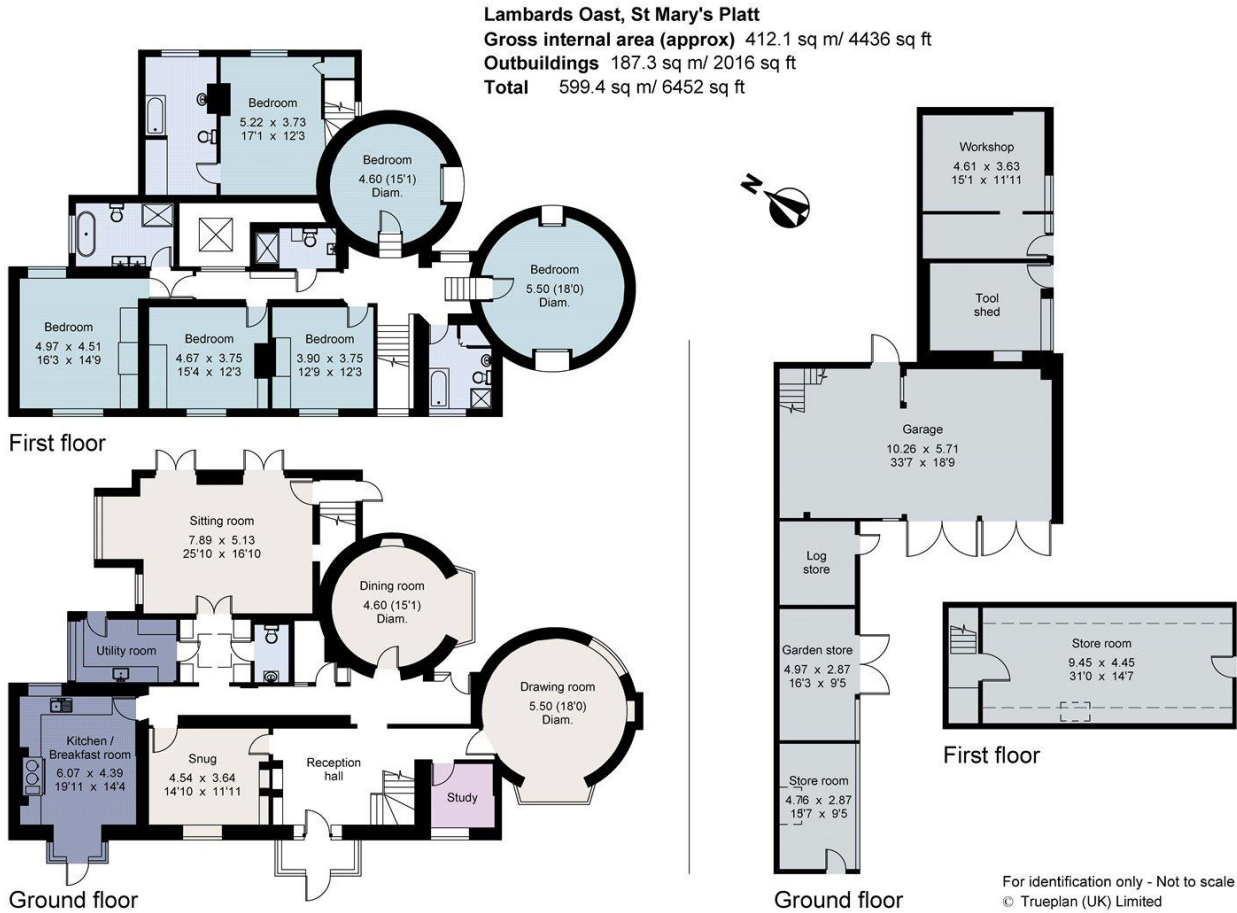 Lambards Oast, St Mary's Platt
Gross internal area (approx) 412.1 sq m/ 4436 sq ft
Outbuildings 187.3 sq m/ 2016 sq ft
Total 599.4 sq m/ 6452 sq ft
Bedroom
5.22 x 3.73
17'1 x 12'3
Bedroom
4.60 (15'1)
Diam.
Bedroom
5.50 (18'0)
Diam.
Bedroom
4.97 x 4.51
16'3 x 14'9
Bedroom
4.67 x 3.75
15'4 x 12'3
Bedroom
3.90 x 3.75
12'9 x 12'3
First floor
Sitting room
7.89 x 5.13
25'10 x 16'10
Dining room
4.60 (15'1)
Diam.
Utility room
Drawing room
5.50 (18'0)
Diam.
Kitchen /
Breakfast room
6.07 x 4.39
19'11 x 14'4
Snug
4.54 x 3.64
14'10 x 11'11
Reception
hall
Study
Ground floor
N
Workshop
4.61 x 3.63
15'1 x 11'11
Tool
shed
Garage
10.26 x 5.71
33'7 x 18'9
Log
store
Garden store
4.97 x 2.87
16'3 x 9'5
Store room
4.76 x 2.87
15'7 x 9'5
Ground floor
Store room
9.45 x 4.45
31'0 x 14'7
First floor
For identification only - Not to scale
© Trueplan (UK) Limited